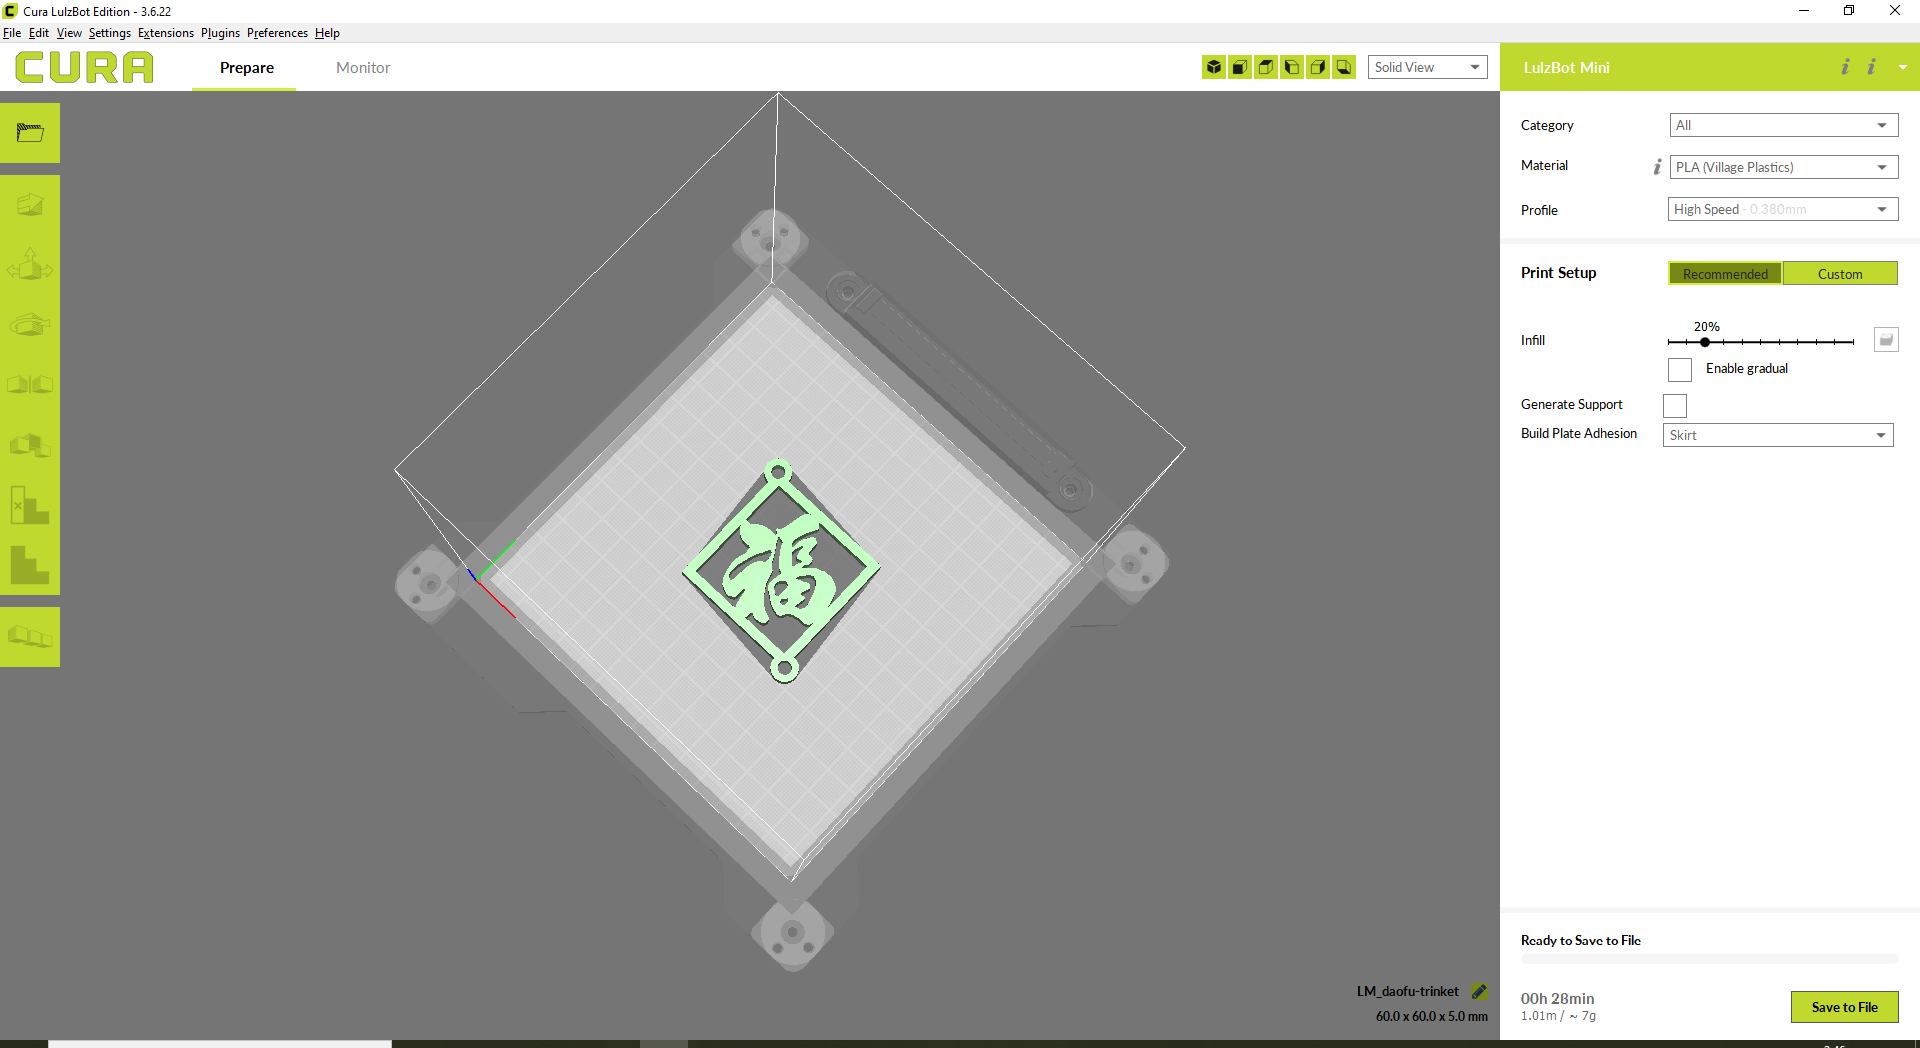 Cura LulzBot Edition - 3.6.22
File Edit View Settings Extensions Plugins Preferences Help
CURA
Prepare
Monitor
Solid View
LulzBot Mini
Category
All
Material
PLA (Village Plastics)
Profile
High Speed - 0.380mm
Print Setup
Recommended
Custom
20%
Infill
Enable gradual
Generate Support
Build Plate Adhesion
Skirt
福
Ready to Save to File
LM_daofu-trinket
60.0 x 60.0 x 5.0 mm
00h 28min
1.01m / ~ 7g
Save to File